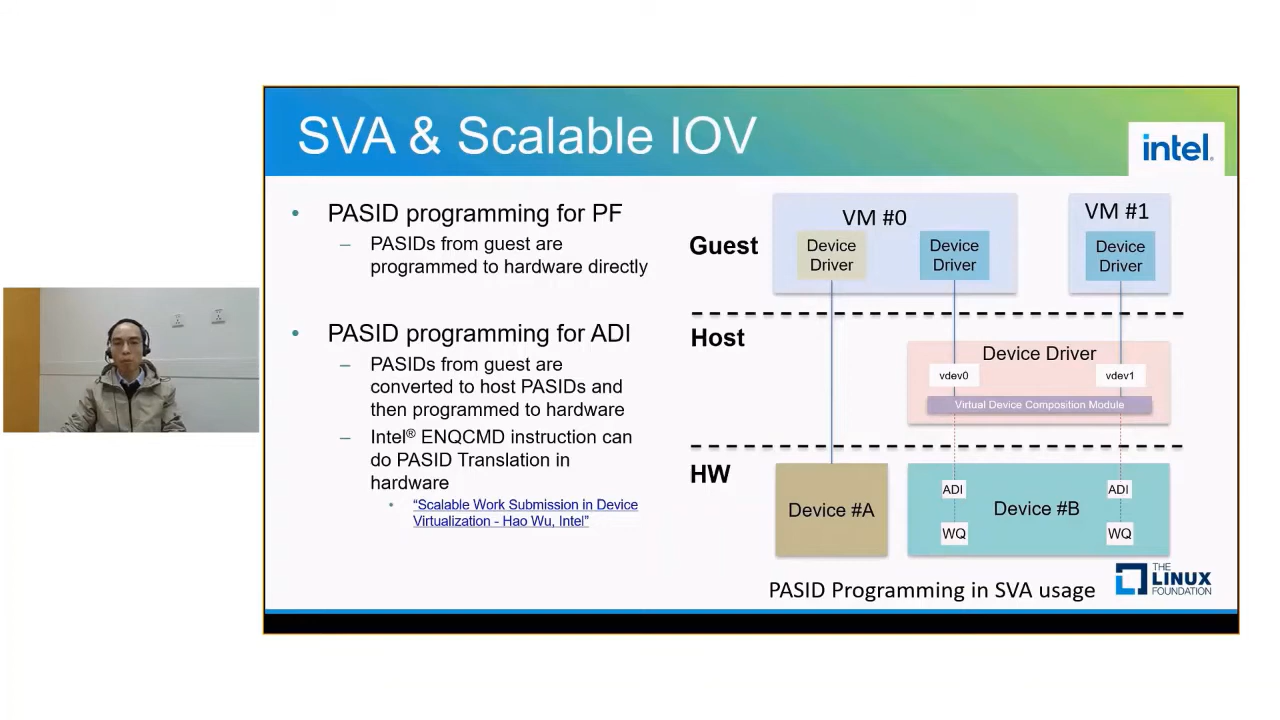 SVA & Scalable IOV
intel.
• PASID programming for PF
– PASIDs from guest are
programmed to hardware directly
• PASID programming for ADI
– PASIDs from guest are
converted to host PASIDs and
then programmed to hardware
– Intel® ENQCMD instruction can
do PASID Translation in
hardware
• “Scalable Work Submission in Device
Virtualization - Hao Wu, Intel”
Guest
VM #0
Device
Driver
Device
Driver
VM #1
Device
Driver
Host
Device Driver
vdev0
vdev1
Virtual Device Composition Module
HW
Device #A
ADI
WQ
Device #B
ADI
WQ
PASID Programming in SVA usage
THE
LINUX
FOUNDATION